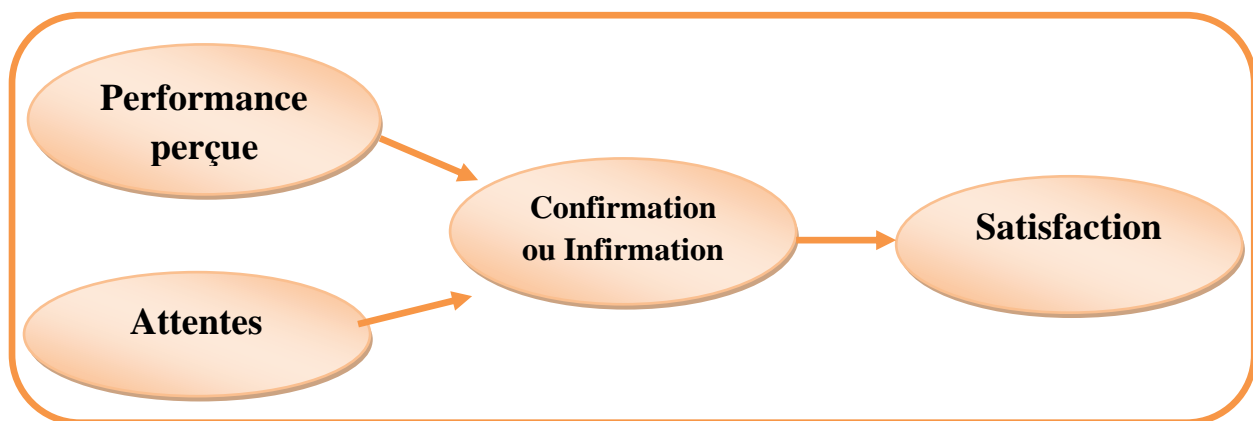 Performance
perçue
Attentes
Confirmation
ou Infirmation
Satisfaction